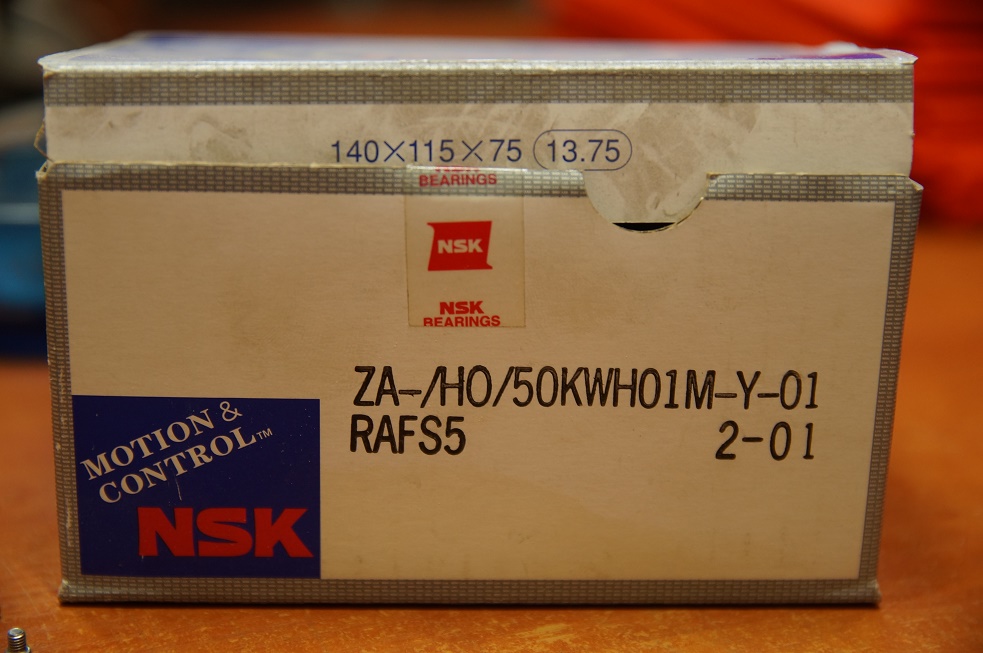 140×115×75 13.75
NSK
BEARINGS
NSK
NSK
BEARINGS
ZA-/HO/50KWH01M-Y-01
RAFS5 2-01
MOTION &
CONTROL™
NSK